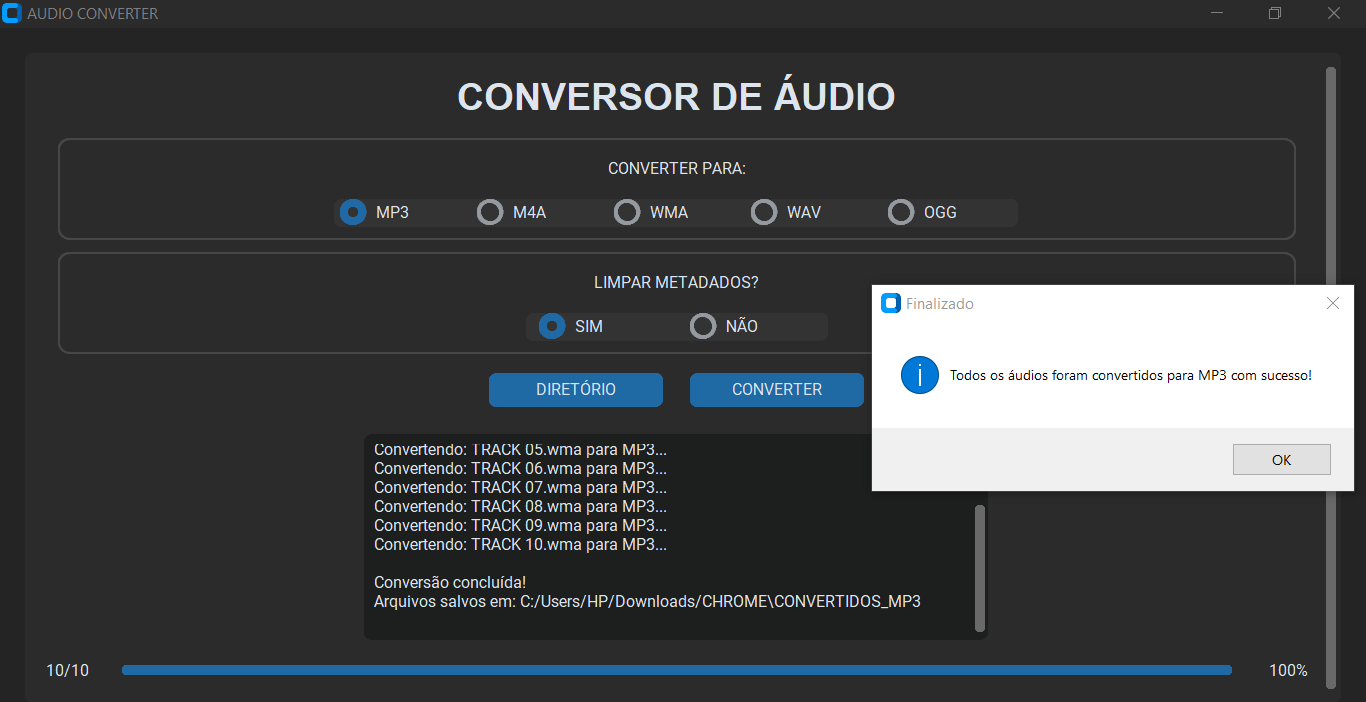 AUDIO CONVERTER
CONVERSOR DE ÁUDIO
CONVERTER PARA:
MP3 M4A WMA WAV OGG
LIMPAR METADADOS?
SIM NÃO
DIRETÓRIO CONVERTER
Finalizado
Todos os áudios foram convertidos para MP3 com sucesso!
OK
Convertendo: TRACK 05.wma para MP3...
Convertendo: TRACK 06.wma para MP3...
Convertendo: TRACK 07.wma para MP3...
Convertendo: TRACK 08.wma para MP3...
Convertendo: TRACK 09.wma para MP3...
Convertendo: TRACK 10.wma para MP3...
Conversão concluída!
Arquivos salvos em: C:/Users/HP/Downloads/CHROME\CONVERTIDOS_MP3
10/10 100%